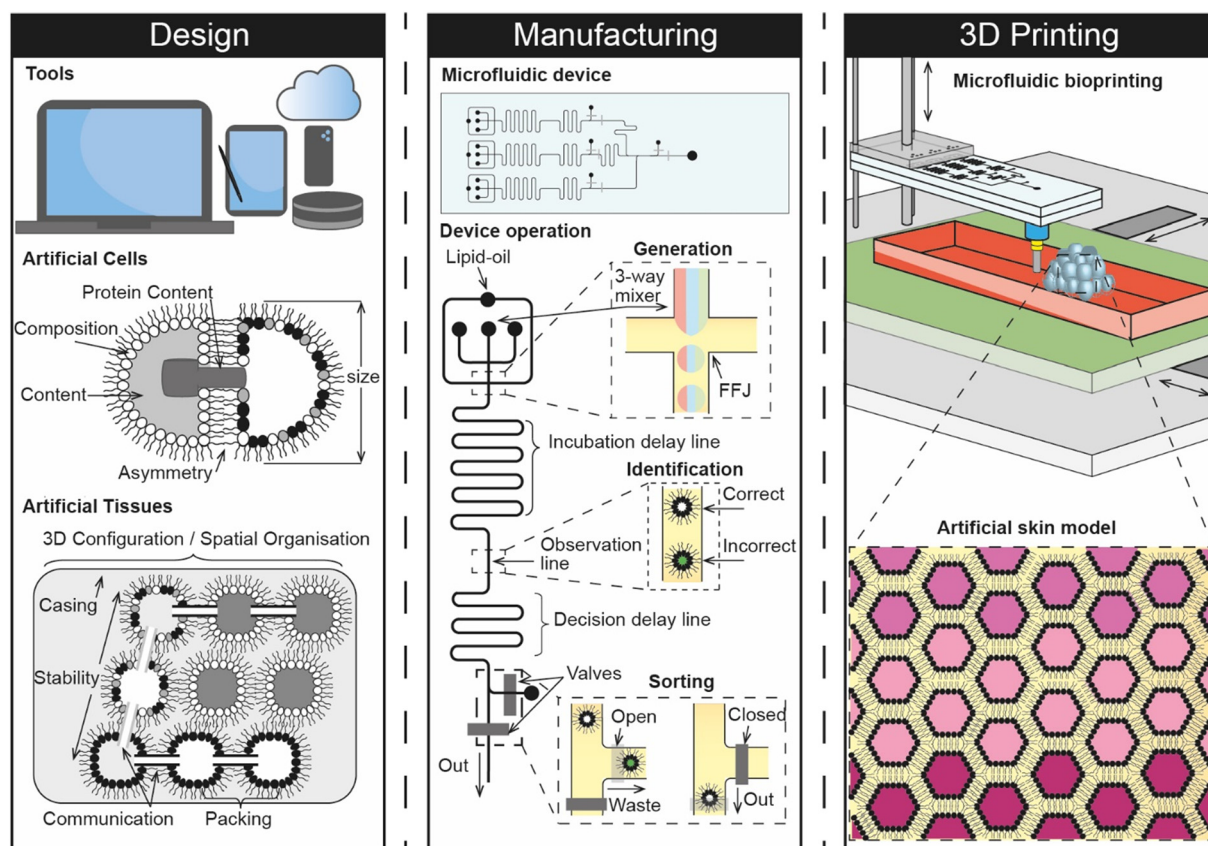 Design
Tools
Artificial Cells
Protein Content
Composition
Content
size
Asymmetry
Artificial Tissues
3D Configuration / Spatial Organisation
Casing
Stability
Communication
Packing
Manufacturing
Microfluidic device
Device operation
Lipid-oil
Generation
3-way
mixer
FFJ
Incubation delay line
Identification
Correct
Incorrect
Observation
line
Decision delay line
Valves
Sorting
Open
Closed
Out
Waste
Out
3D Printing
Microfluidic bioprinting
Artificial skin model